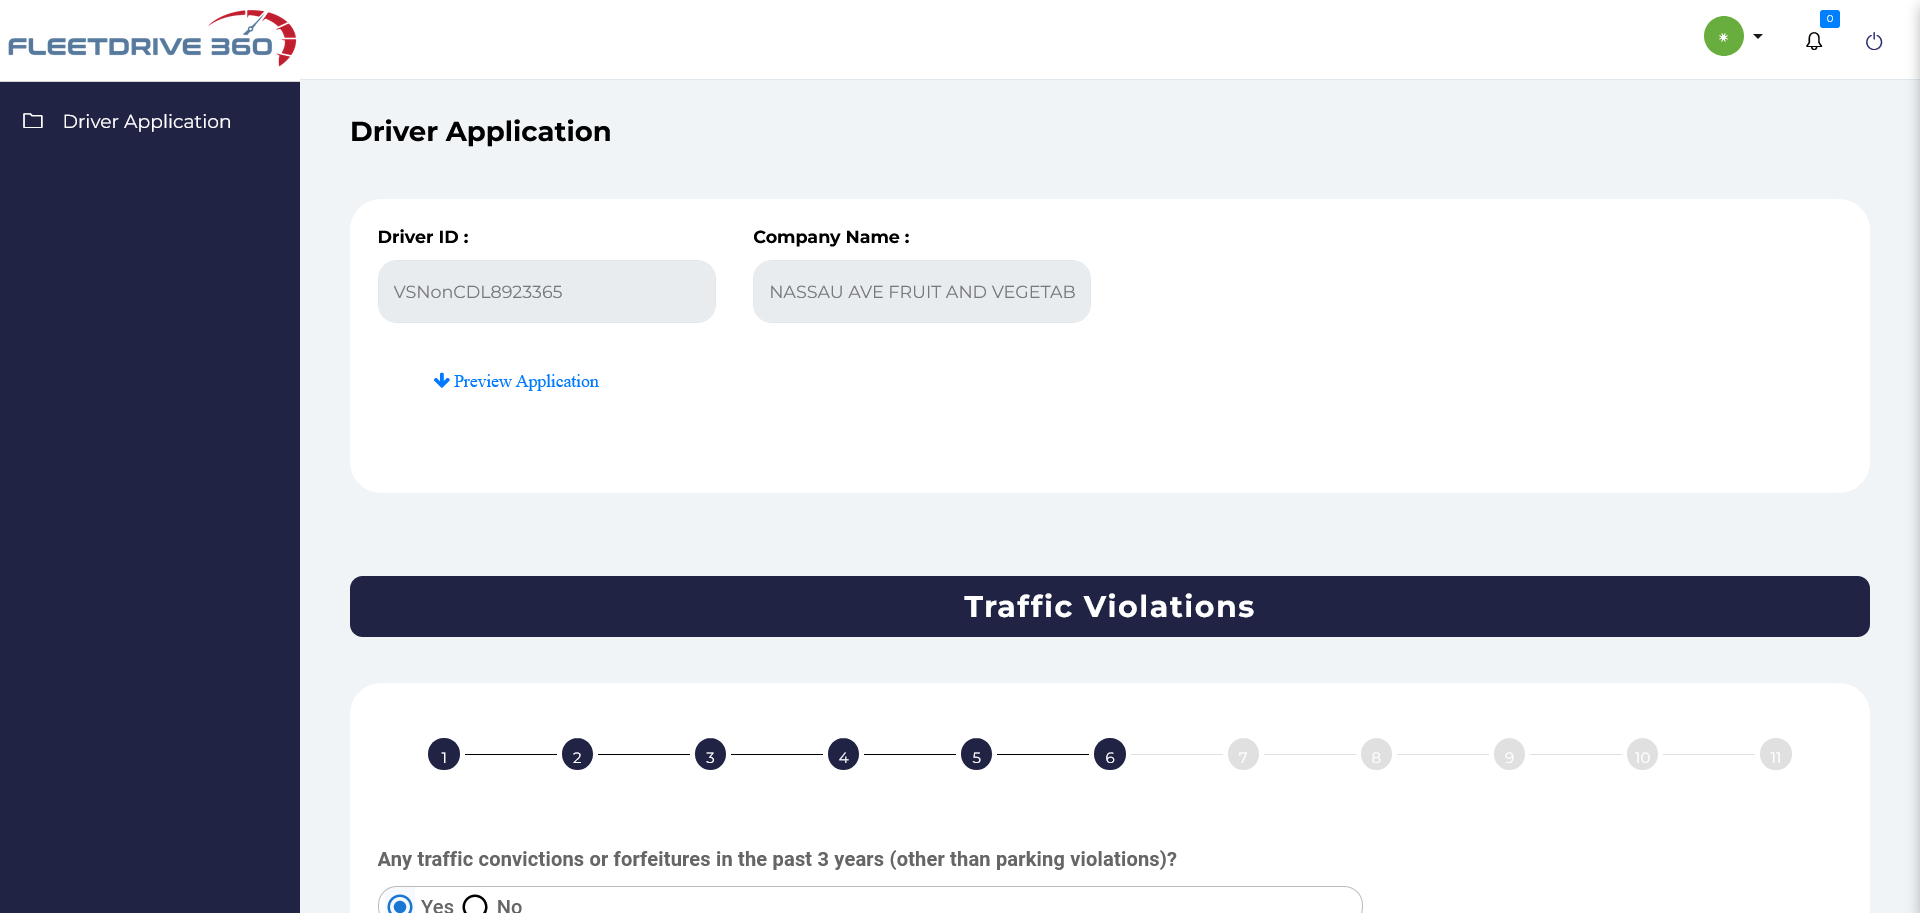 FLEETDRIVE 360
0
Driver Application
Driver Application
Driver ID :
Company Name :
VSNonCDL8923365
NASSAU AVE FRUIT AND VEGETAB
Preview Application
Traffic Violations
1 2 3 4 5 6 7 8 9 10 11
Any traffic convictions or forfeitures in the past 3 years (other than parking violations)?
Yes No